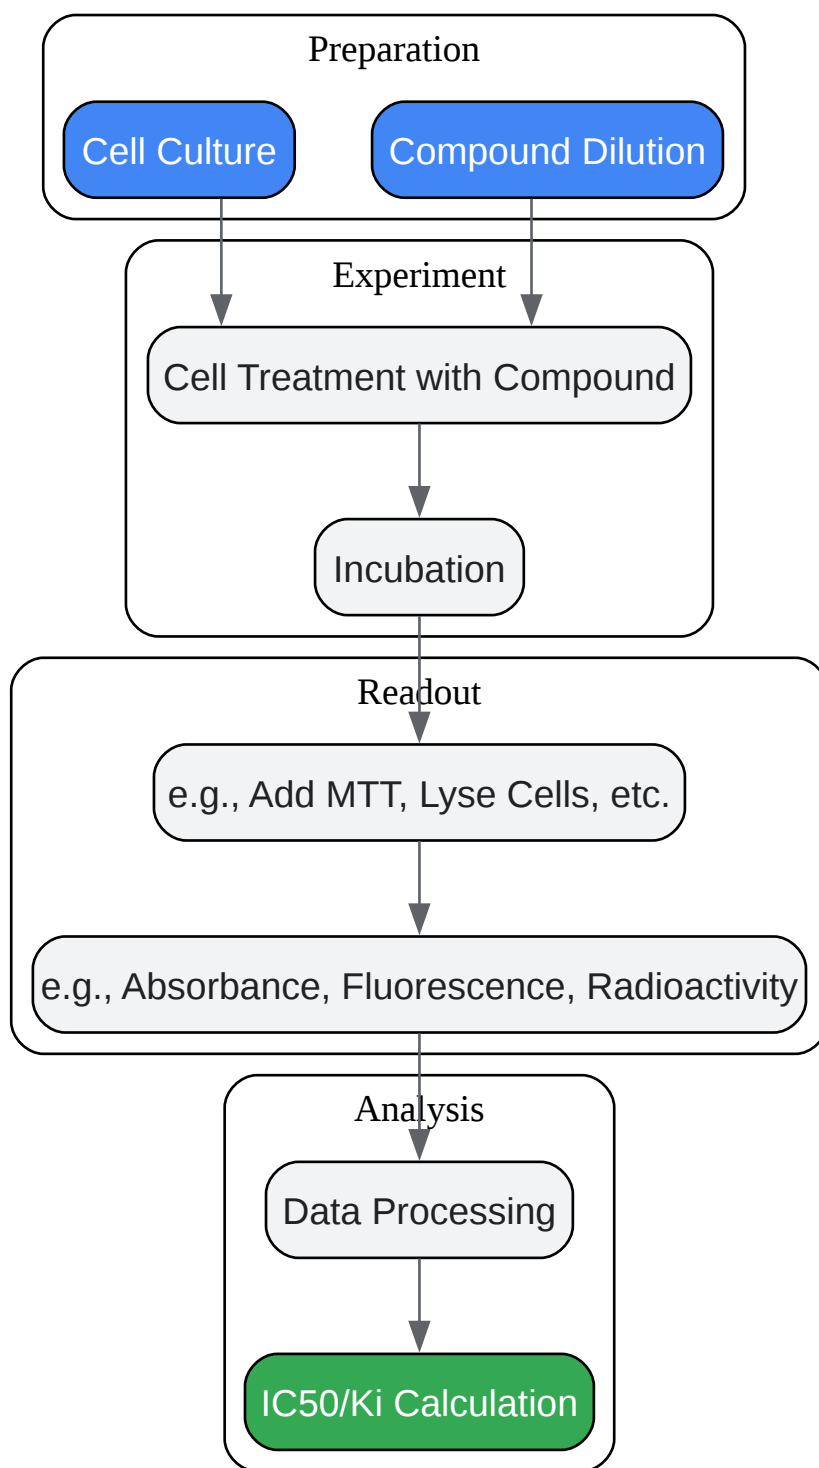 Preparation
Cell Culture
Compound Dilution
Experiment
Cell Treatment with Compound
Incubation
Readout
e.g., Add MTT, Lyse Cells, etc.
e.g., Absorbance, Fluorescence, Radioactivity
Analysis
Data Processing
IC50/Ki Calculation